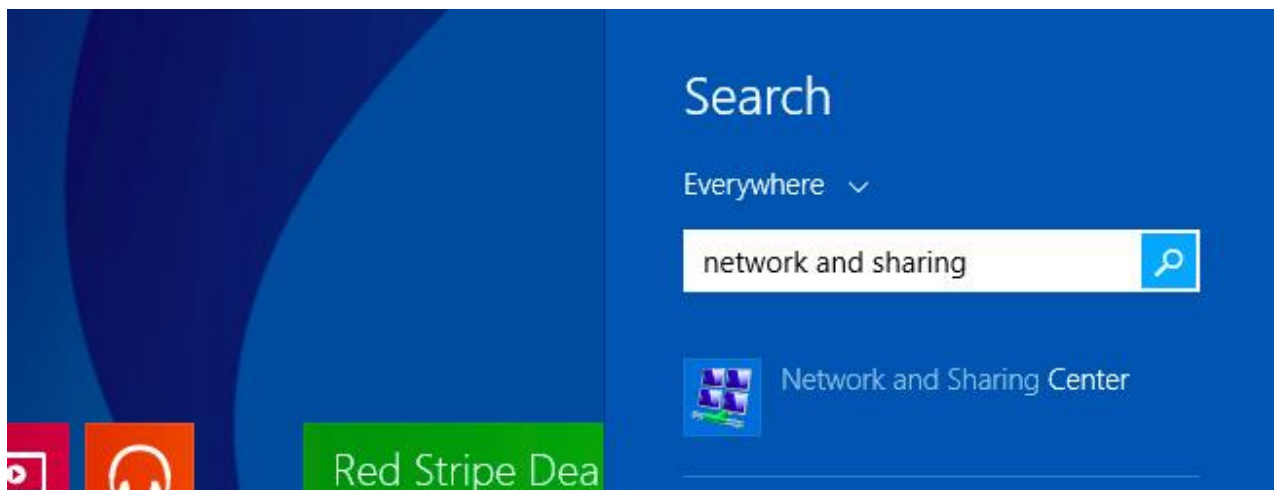 Search
Everywhere
network and sharing
Network and Sharing Center
Red Stripe Dea